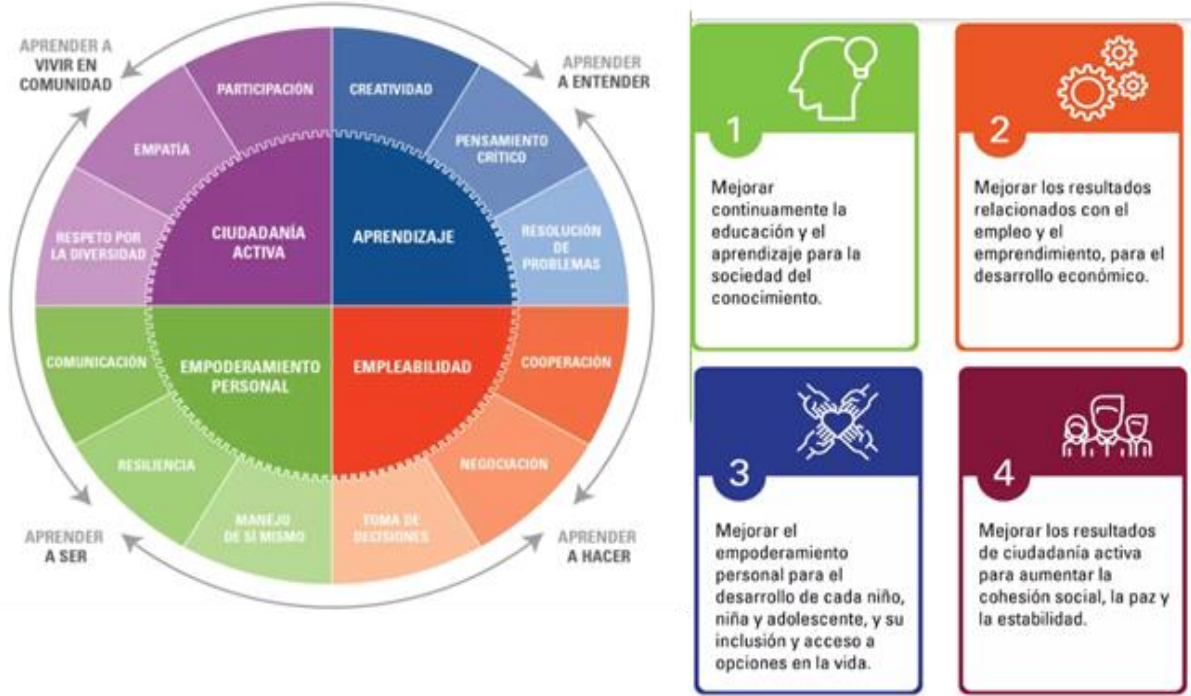 APRENDER A
VIVIR EN
COMUNIDAD
APRENDER
A ENTENDER
PARTICIPACIÓN
CREATIVIDAD
EMPATÍA
PENSAMIENTO
CRÍTICO
RESPETO POR
LA DIVERSIDAD
CIUDADANÍA
ACTIVA
APRENDIZAJE
RESOLUCIÓN
DE
PROBLEMAS
COMUNICACIÓN
EMPODERAMIENTO
PERSONAL
EMPLEABILIDAD
COOPERACIÓN
RESILIENCIA
NEGOCIACIÓN
MANEJO
DE SÍ MISMO
TOMA DE
DECISIONES
APRENDER
A SER
APRENDER
A HACER
1
Mejorar
continuamente la
educación y el
aprendizaje para la
sociedad del
conocimiento.
2
Mejorar los resultados
relacionados con el
empleo y el
emprendimiento, para el
desarrollo económico.
3
Mejorar el
empoderamiento
personal para el
desarrollo de cada niño,
niña y adolescente, y su
inclusión y acceso a
opciones en la vida.
4
Mejorar los resultados
de ciudadanía activa
para aumentar la
cohesión social, la paz y
la estabilidad.